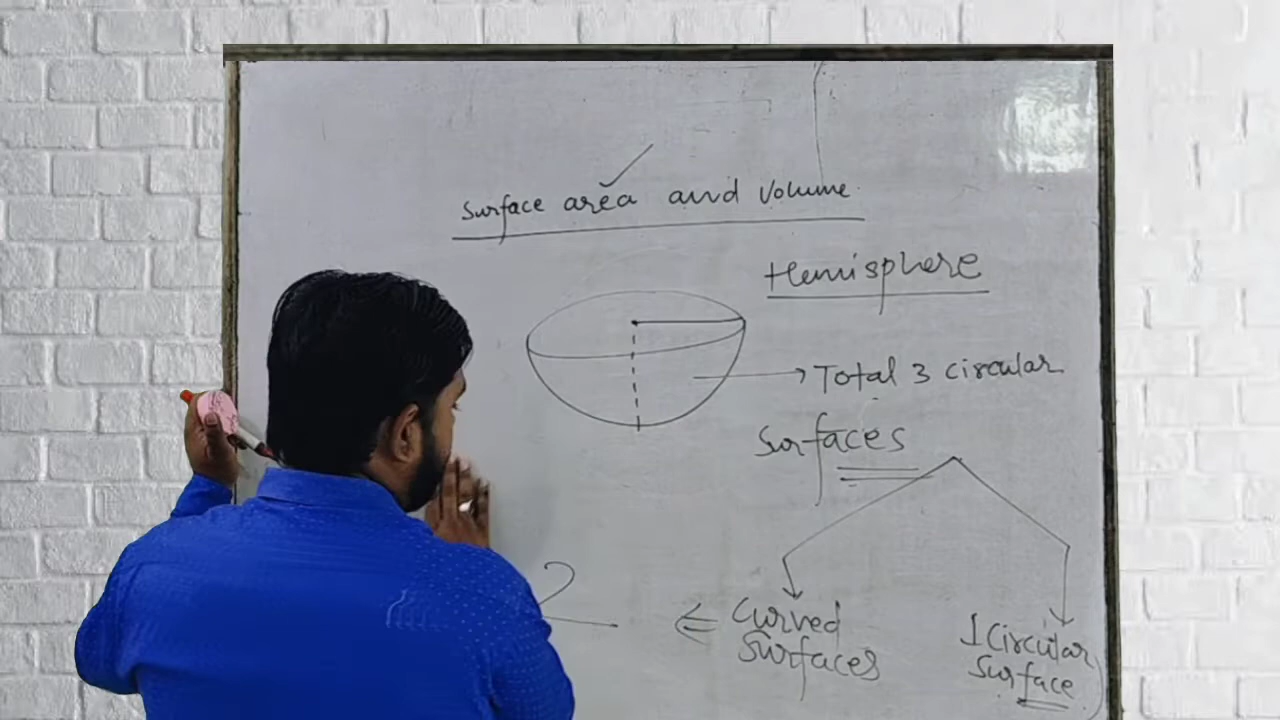 Surface area and Volume
Hemisphere
Total 3 circular
Surfaces
2
Curved
Surfaces
1 Circular
Surface